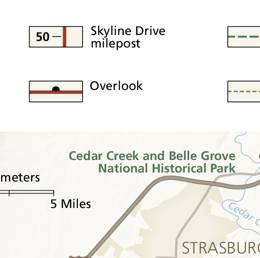 50
Skyline Drive
milepost
Overlook
Cedar Creek and Belle Grove
National Historical Park
meters
5 Miles
Cedar C
STRASBURG